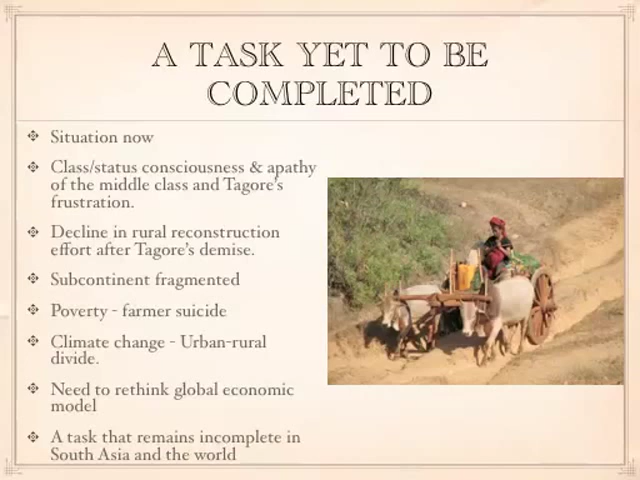 A TASK YET TO BE
COMPLETED
Situation now
Class/status consciousness & apathy
of the middle class and Tagore's
frustration.
Decline in rural reconstruction
effort after Tagore's demise.
Subcontinent fragmented
Poverty - farmer suicide
Climate change - Urban-rural
divide.
Need to rethink global economic
model
A task that remains incomplete in
South Asia and the world